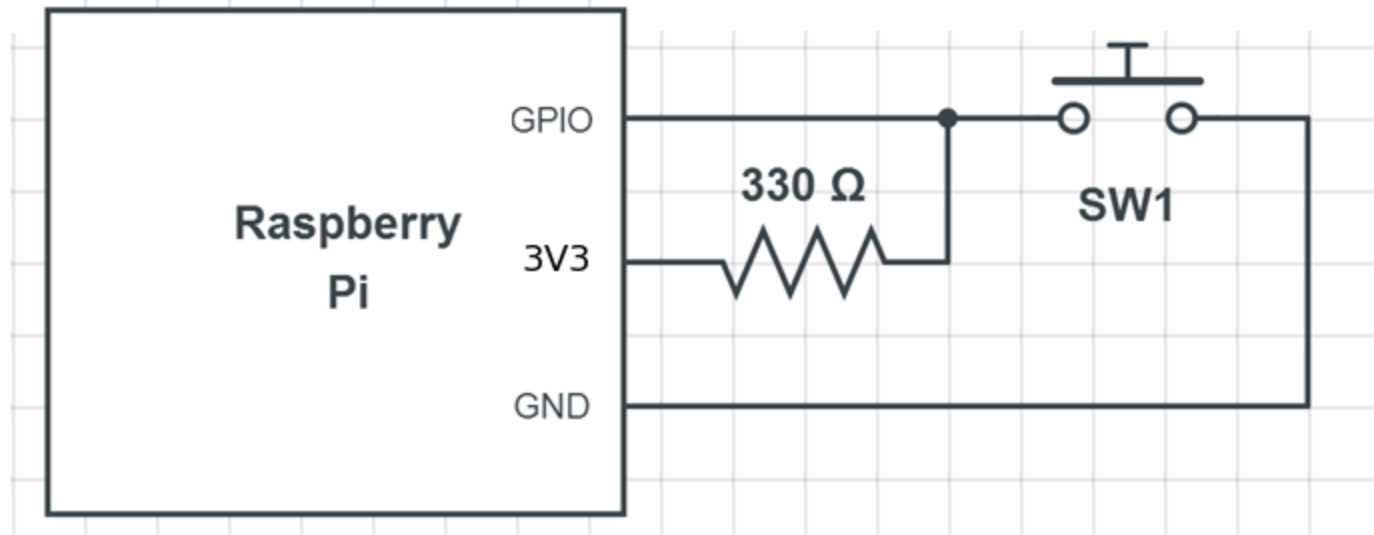 GPIO
330 Ω
SW1
Raspberry
Pi
3V3
GND